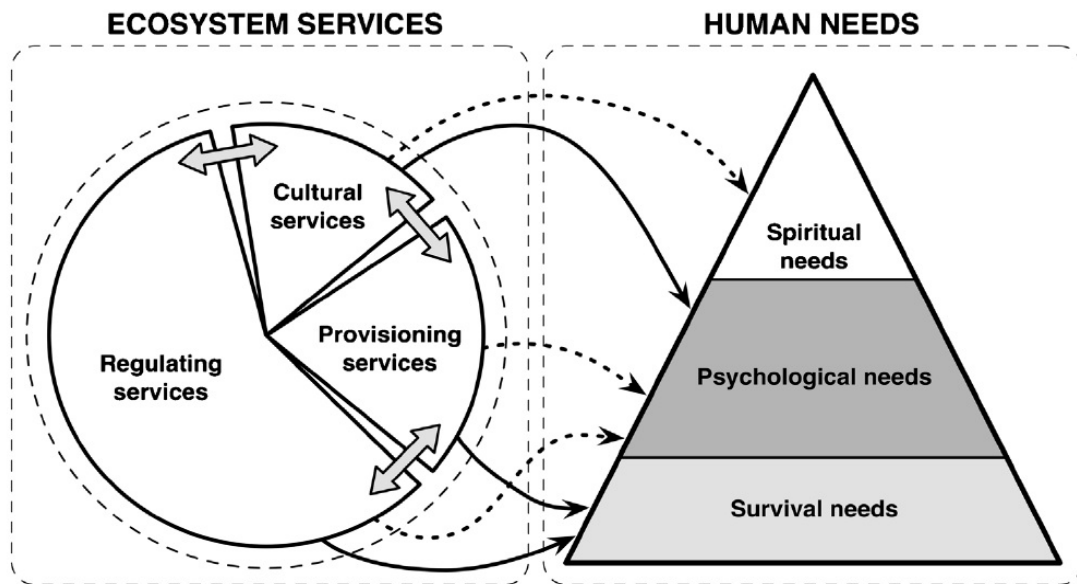 ECOSYSTEM SERVICES
HUMAN NEEDS
Cultural
services
Provisioning
services
Regulating
services
Spiritual
needs
Psychological needs
Survival needs